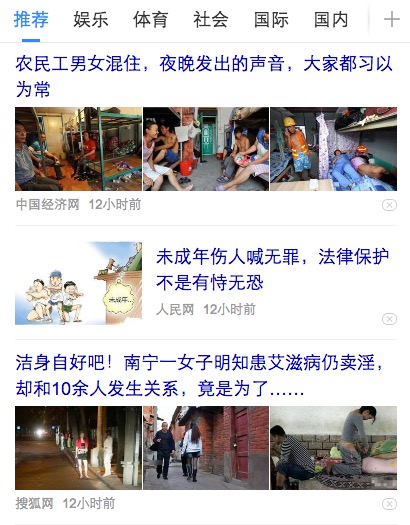 推荐 娱乐 体育 社会 国际 国内
农民工男女混住，夜晚发出的声音，大家都习以
为常
中国经济网 12小时前
未成年伤人喊无罪，法律保护
不是有恃无恐
未成年...
人民网 12小时前
洁身自好吧！南宁一女子明知患艾滋病仍卖淫，
却和10余人发生关系，竟是为了……
搜狐网 12小时前